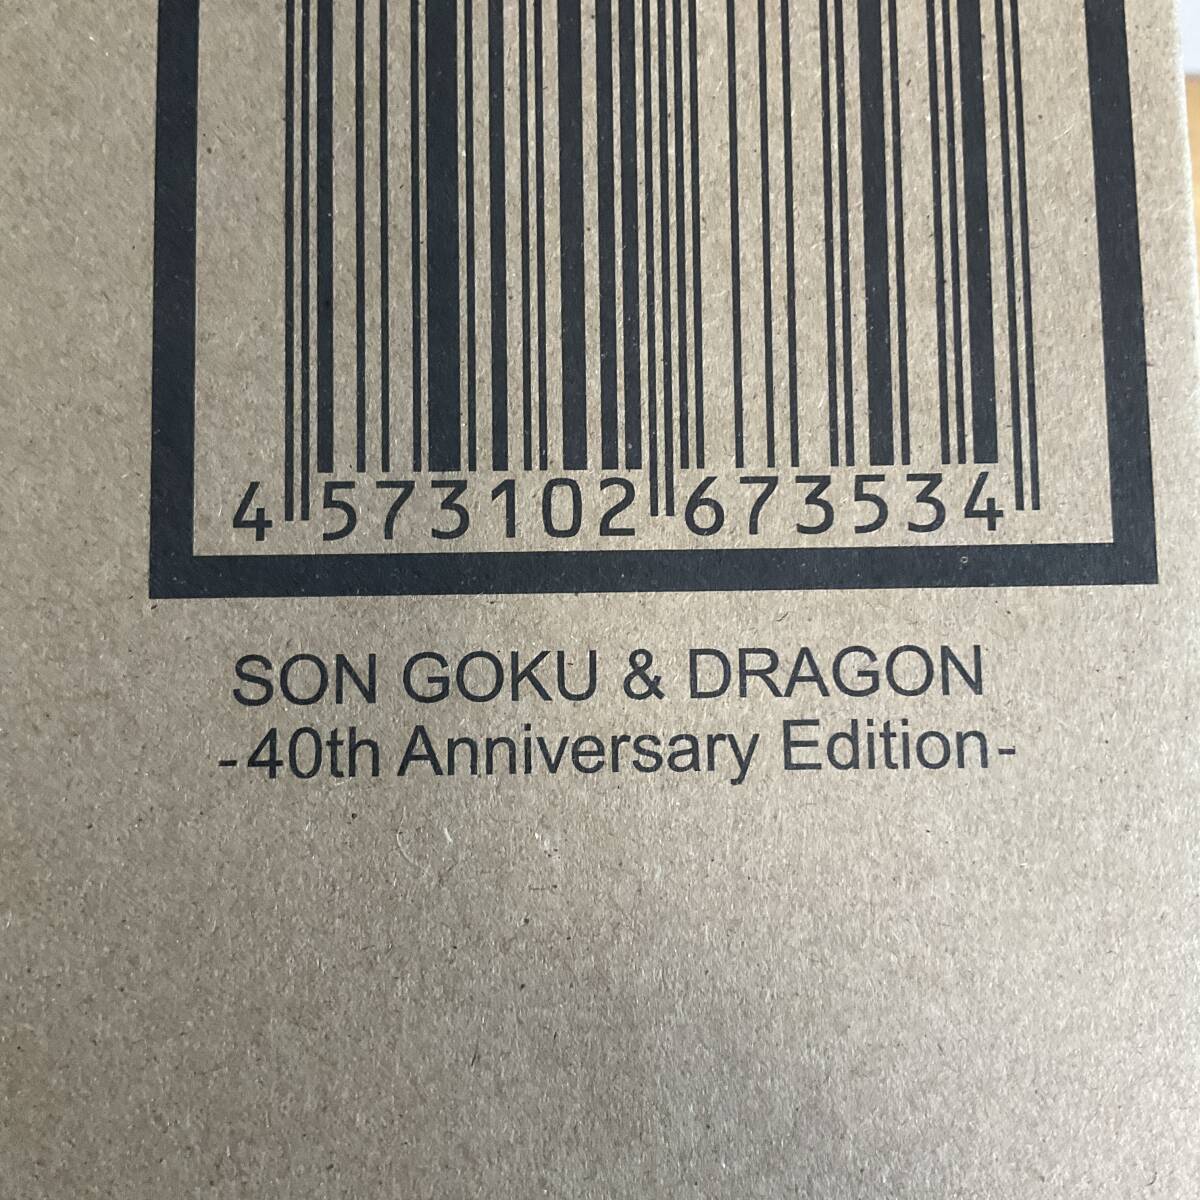 4 573102 673534
SON GOKU & DRAGON
-40th Anniversary Edition-